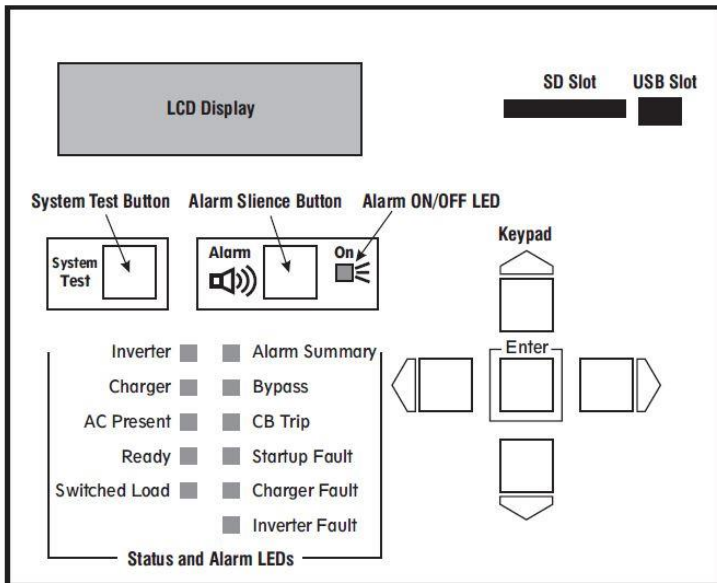 LCD Display
SD Slot
USB Slot
System Test Button
Alarm Slience Button
Alarm ON/OFF LED
System
Test
Alarm
On
Keypad
Enter
Inverter
Alarm Summary
Charger
Bypass
AC Present
CB Trip
Ready
Startup Fault
Switched Load
Charger Fault
Inverter Fault
Status and Alarm LEDs